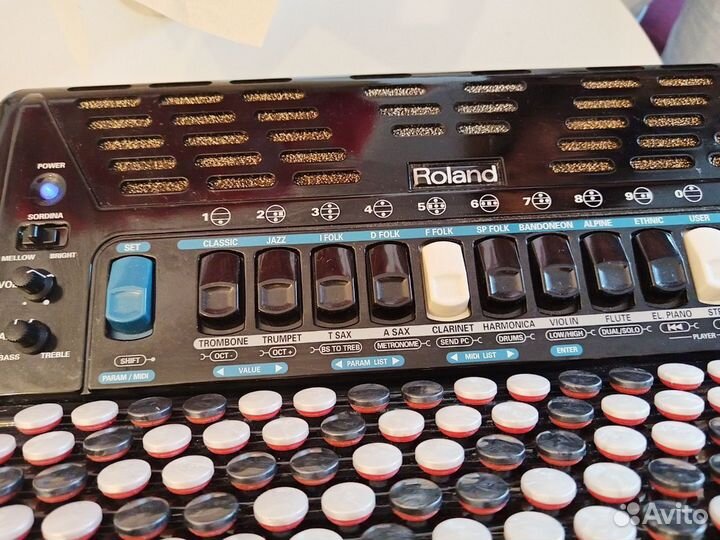 POWER
Roland
SORDINA
1 2 3 4 5 6 7 8 9 0
MELLOW BRIGHT
SET CLASSIC JAZZ I FOLK D FOLK F FOLK SP FOLK BANDONEON ALPINE ETHNIC USER
BASS TREBLE
TROMBONE TRUMPET T SAX A SAX CLARINET HARMONICA VIOLIN FLUTE EL. PIANO
SHIFT OCT - OCT + BS TO TREB METRONOME SEND PC DRUMS LOW/HIGH DUAL/SOLO PLAYER
PARAM / MIDI VALUE PARAM LIST MIDI LIST ENTER
Avito